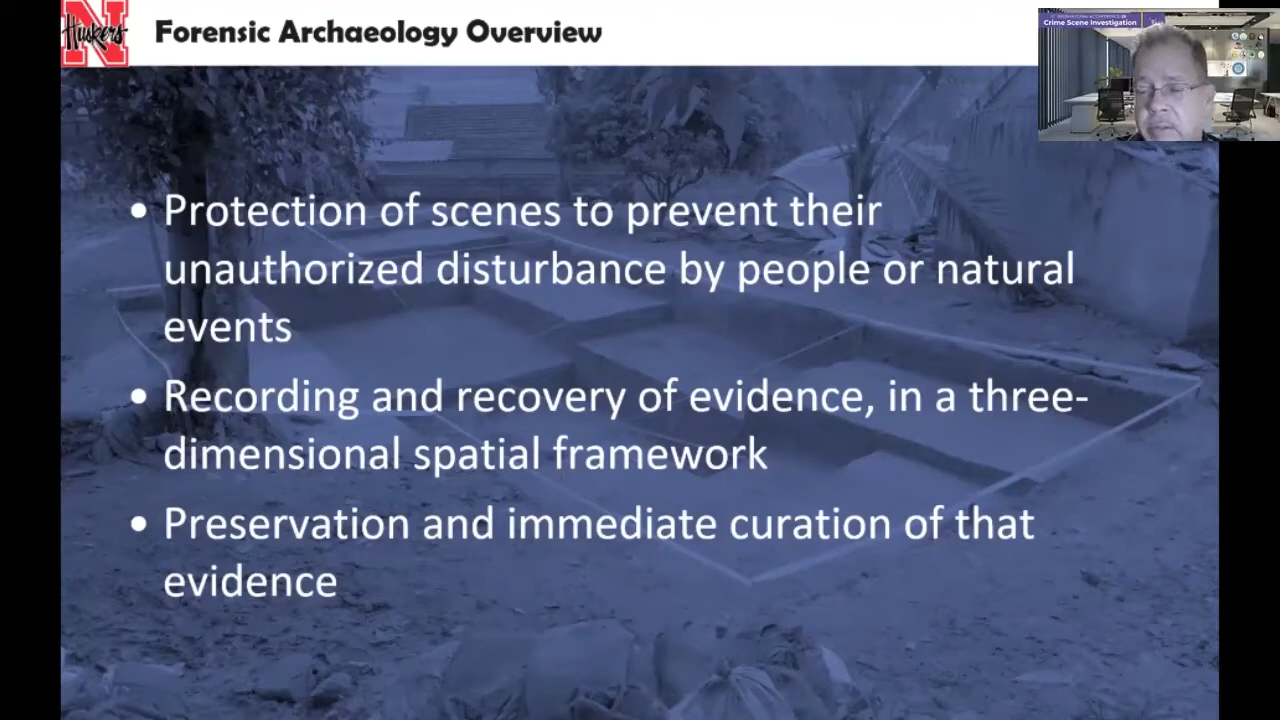 Huskers
Forensic Archaeology Overview
Crime Scene Investigation
• Protection of scenes to prevent their
unauthorized disturbance by people or natural
events
• Recording and recovery of evidence, in a three-
dimensional spatial framework
• Preservation and immediate curation of that
evidence